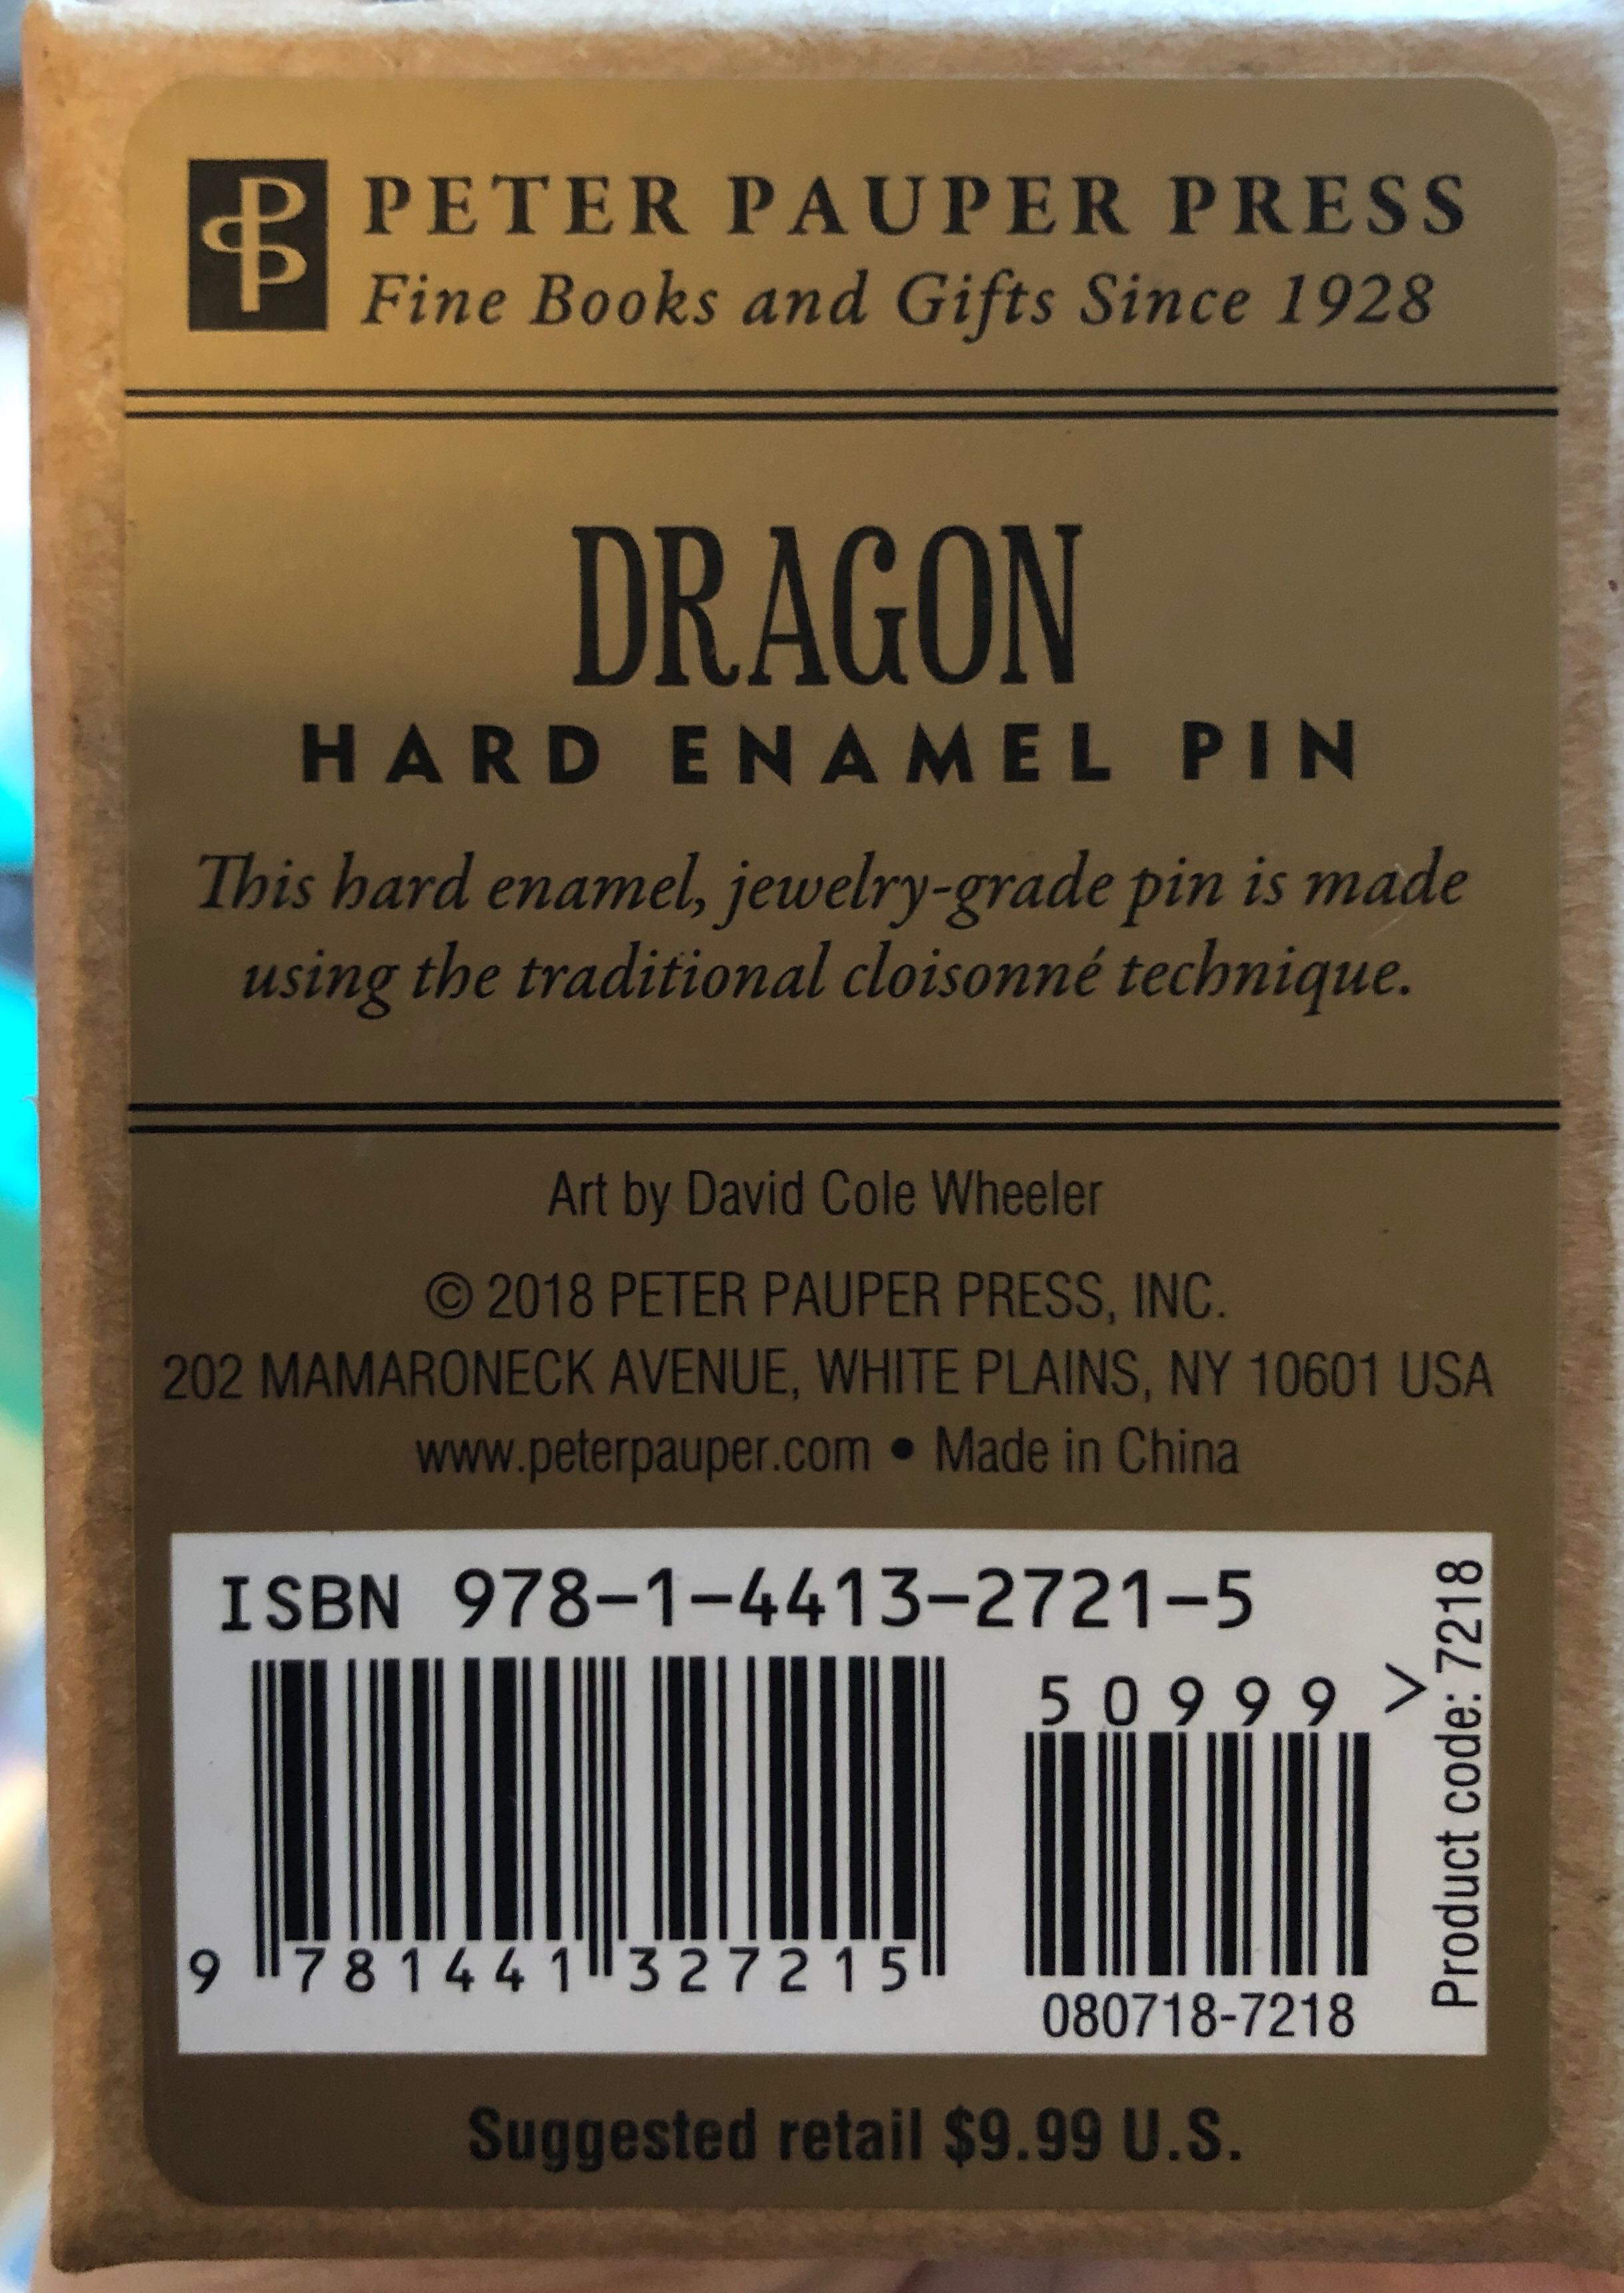 PETER PAUPER PRESS
Fine Books and Gifts Since 1928
DRAGON
HARD ENAMEL PIN
This hard enamel, jewelry-grade pin is made
using the traditional cloisonné technique.
Art by David Cole Wheeler
© 2018 PETER PAUPER PRESS, INC.
202 MAMARONECK AVENUE, WHITE PLAINS, NY 10601 USA
www.peterpauper.com • Made in China
ISBN 978-1-4413-2721-5
50999 >
9 781441 327215
080718-7218
Product code: 7218
Suggested retail $9.99 U.S.